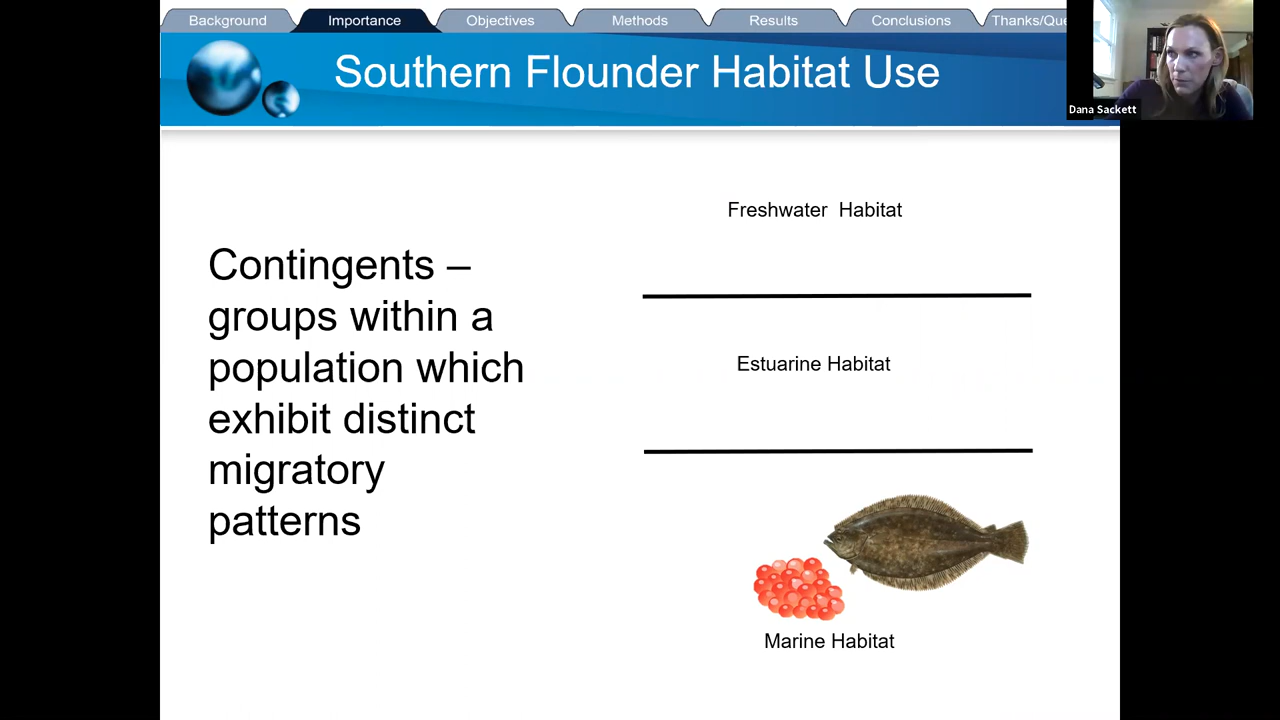 Background Importance Objectives Methods Results Conclusions Thanks/Que
Southern Flounder Habitat Use
Dana Sackett
Freshwater Habitat
Contingents –
groups within a
population which
exhibit distinct
migratory
patterns
Estuarine Habitat
Marine Habitat